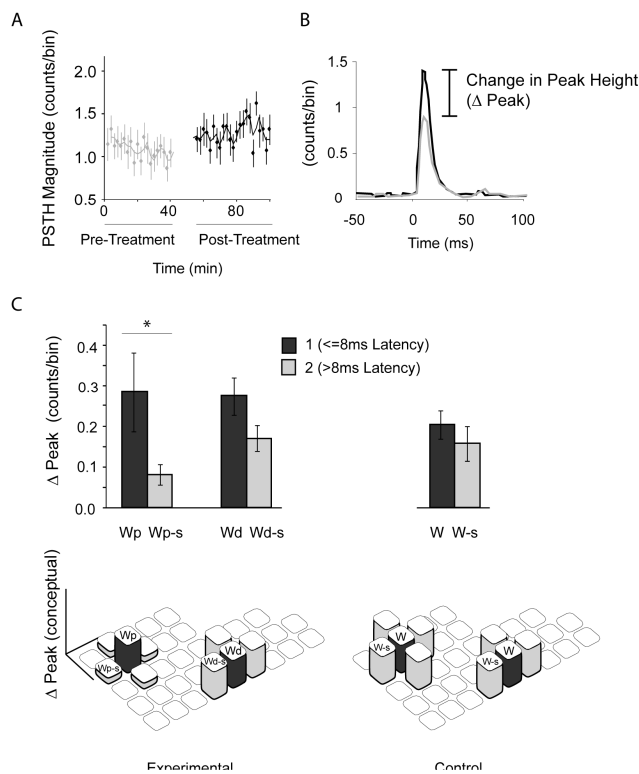 A
PSTH Magnitude (counts/bin)
2.0
1.5
1.0
0.5
0 40 80
Pre-Treatment Post-Treatment
Time (min)
B
(counts/bin)
1.5
1
0.5
0
-50 0 50 100
Time (ms)
Change in Peak Height
(Δ Peak)
C
Δ Peak (counts/bin)
0.4
0.3
0.2
0.1
0.0
*
1 (<=8ms Latency)
2 (>8ms Latency)
Wp Wp-s Wd Wd-s W W-s
Δ Peak (conceptual)
Wp
Wp-s
Wd
Wd-s
W
W-s
W
W-s
Experimental Control